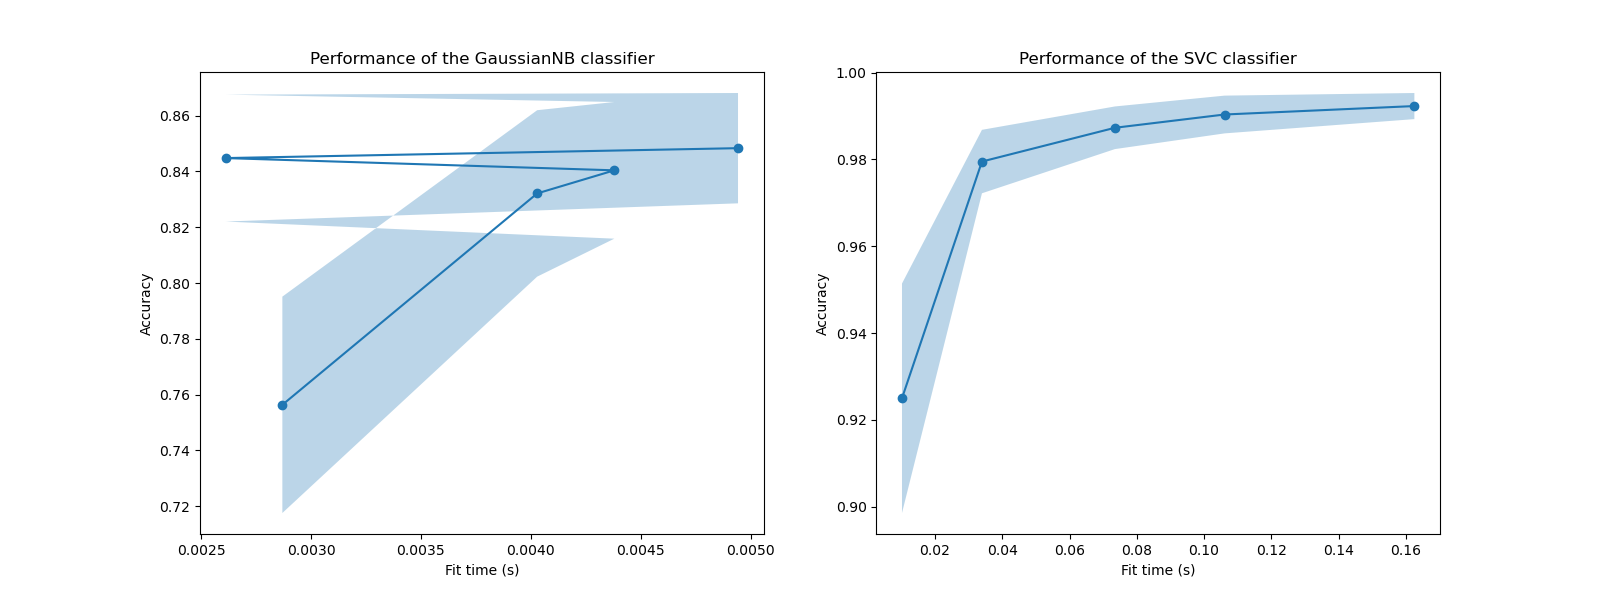 Performance of the GaussianNB classifier
Accuracy
0.86
0.84
0.82
0.80
0.78
0.76
0.74
0.72
0.0025 0.0030 0.0035 0.0040 0.0045 0.0050
Fit time (s)
Performance of the SVC classifier
Accuracy
1.00
0.98
0.96
0.94
0.92
0.90
0.02 0.04 0.06 0.08 0.10 0.12 0.14 0.16
Fit time (s)